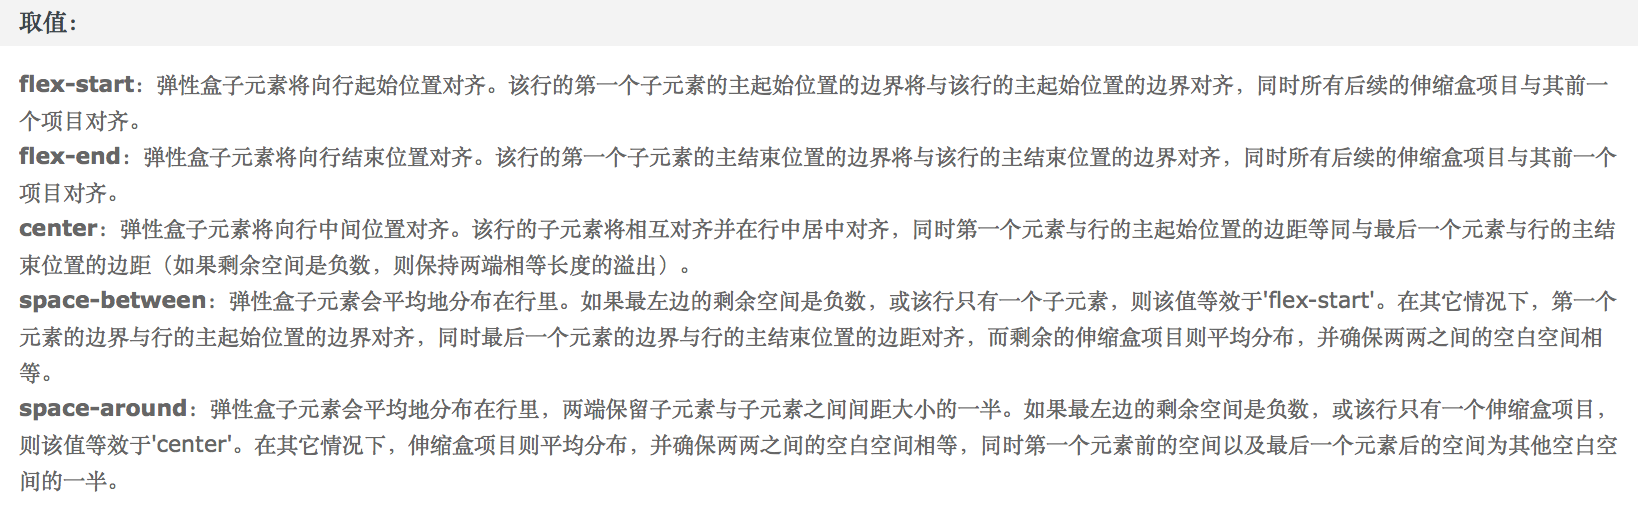 取值：
flex-start：弹性盒子元素将向行起始位置对齐。该行的第一个子元素的主起始位置的边界将与该行的主起始位置的边界对齐，同时所有后续的伸缩盒项目与其前一
个项目对齐。
flex-end：弹性盒子元素将向行结束位置对齐。该行的第一个子元素的主结束位置的边界将与该行的主结束位置的边界对齐，同时所有后续的伸缩盒项目与其前一个
项目对齐。
center：弹性盒子元素将向行中间位置对齐。该行的子元素将相互对齐并在行中居中对齐，同时第一个元素与行的主起始位置的边距等同与最后一个元素与行的主结
束位置的边距（如果剩余空间是负数，则保持两端相等长度的溢出）。
space-between：弹性盒子元素会平均地分布在行里。如果最左边的剩余空间是负数，或该行只有一个子元素，则该值等效于'flex-start'。在其它情况下，第一个
元素的边界与行的主起始位置的边界对齐，同时最后一个元素的边界与行的主结束位置的边距对齐，而剩余的伸缩盒项目则平均分布，并确保两两之间的空白空间相
等。
space-around：弹性盒子元素会平均地分布在行里，两端保留子元素与子元素之间间距大小的一半。如果最左边的剩余空间是负数，或该行只有一个伸缩盒项目，
则该值等效于'center'。在其它情况下，伸缩盒项目则平均分布，并确保两两之间的空白空间相等，同时第一个元素前的空间以及最后一个元素后的空间为其他空白空
间的一半。